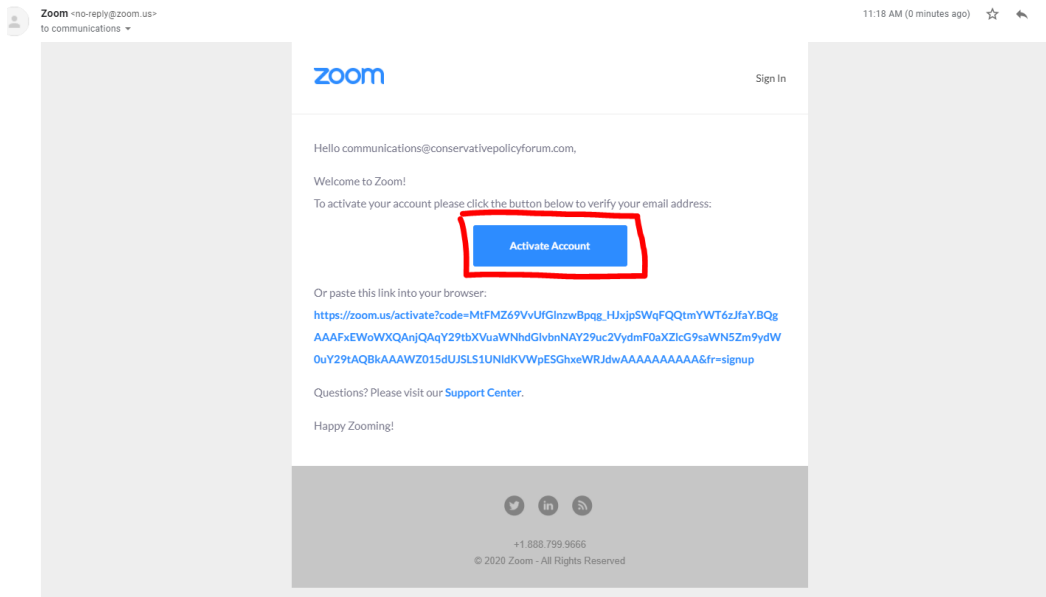 Zoom <no-reply@zoom.us>
11:18 AM (0 minutes ago)
to communications
zoom
Sign In
Hello communications@conservativepolicyforum.com,
Welcome to Zoom!
To activate your account please click the button below to verify your email address:
Activate Account
Or paste this link into your browser:
https://zoom.us/activate?code=MtFMZ69VvUfGlnzwBpqg_HJxjpSWqFQQtmYWT6zJfaY.BQg
AAAFxEWoWXQAnjQAqY29tbXVuaWNhdGlvbnNAY29uc2VydmF0aXZlcG9saWN5Zm9ydW
0uY29tAQBkAAAWZ015dUJSLS1UNldKVWpESGhxeWRJdwAAAAAAAAAA&fr=signup
Questions? Please visit our Support Center.
Happy Zooming!
in
+1.888.799.9666
© 2020 Zoom - All Rights Reserved